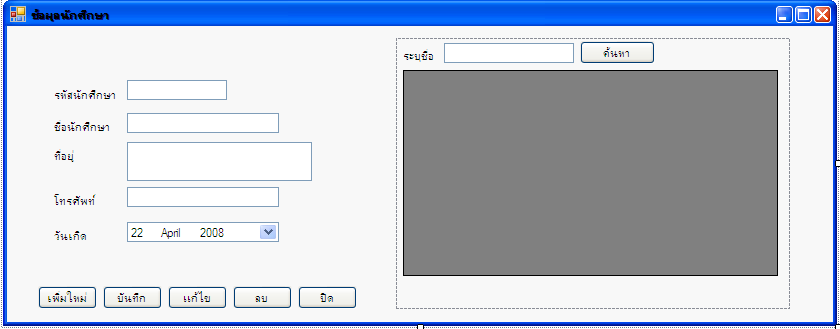 ข้อมูลนักศึกษา
รหัสนักศึกษา
ชื่อนักศึกษา
ที่อยู่
โทรศัพท์
วันเกิด 22 April 2008
เพิ่มใหม่ บันทึก แก้ไข ลบ ปิด
ระบุชื่อ ค้นหา